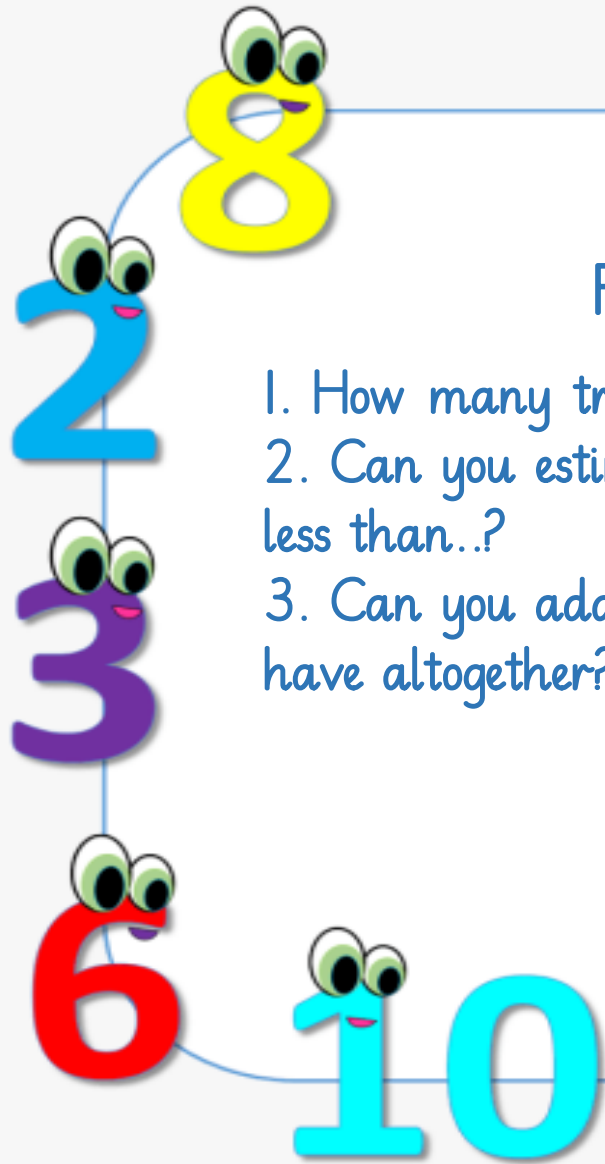 8
2
1. How many
2. Can you
less than..?
3. Can you
have altogether?
3
6
10